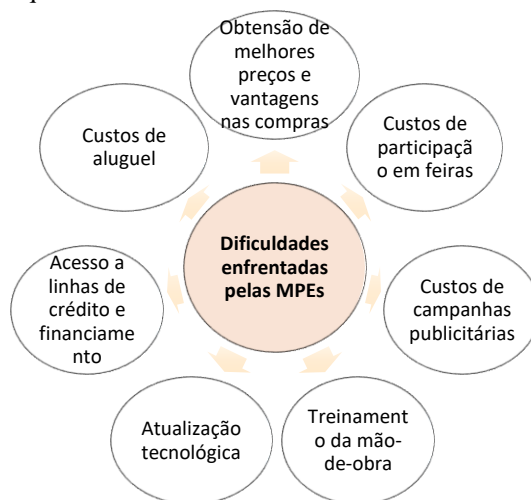 Obtensão de
melhores
preços e
vantagens
nas compras
Custos de
participaçã
o em feiras
Custos de
campanhas
publicitárias
Treinament
o da mão-
de-obra
Atualização
tecnológica
Acesso a
linhas de
crédito e
financiame
nto
Custos de
aluguel
Dificuldades
enfrentadas
pelas MPEs